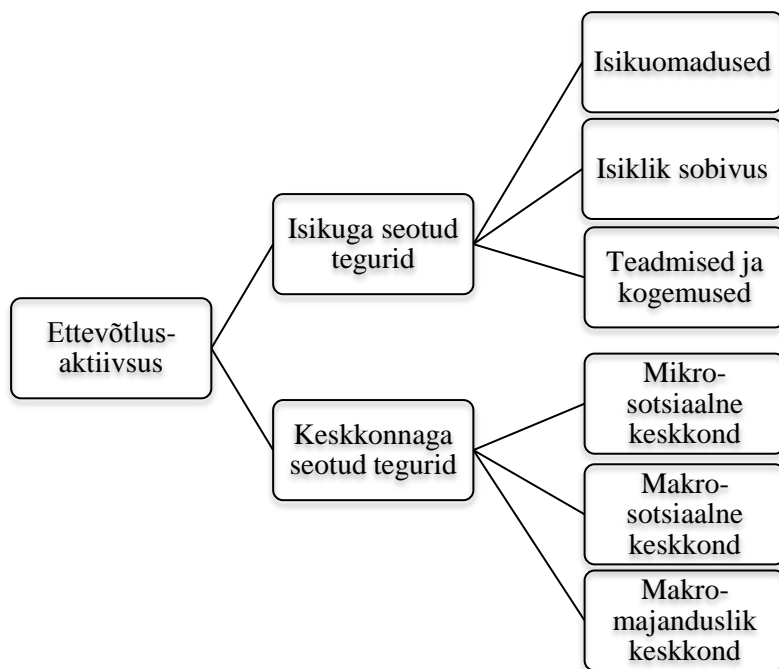 Isikuomadused
Isiklik sobivus
Isikuga seotud
tegurid
Teadmised ja
kogemused
Ettevõtlus-
aktiivsus
Mikro-
sotsiaalne
keskkond
Keskkonnaga
seotud tegurid
Makro-
sotsiaalne
keskkond
Makro-
majanduslik
keskkond